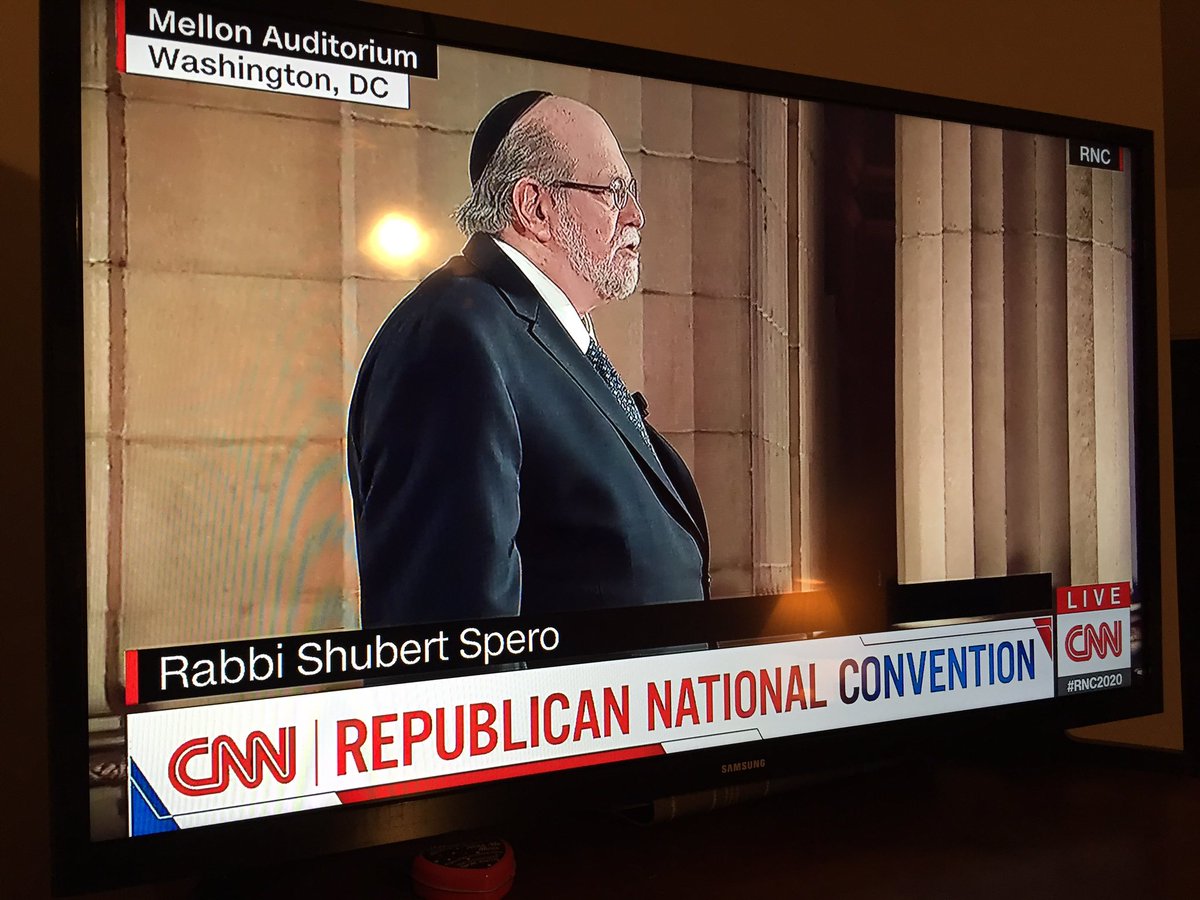 Mellon Auditorium
Washington, DC
RNC
Rabbi Shubert Spero
LIVE
CNN
#RNC2020
CNN | REPUBLICAN NATIONAL CONVENTION
SAMSUNG